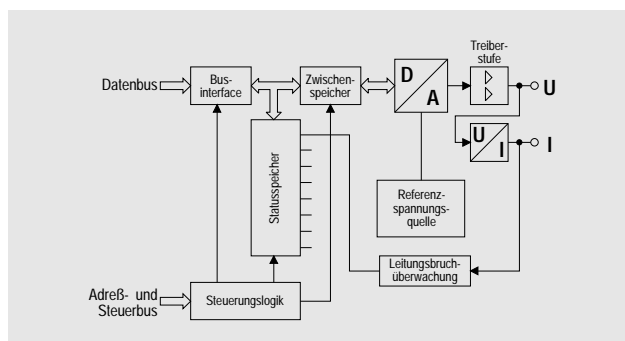 Treiber-
stufe
Datenbus
Bus-
interface
Zwischen-
speicher
D
A
U
U
I
I
Statusspeicher
Referenz-
spannungs-
quelle
Leitungsbruch-
überwachung
Adreß- und
Steuerbus
Steuerungslogik